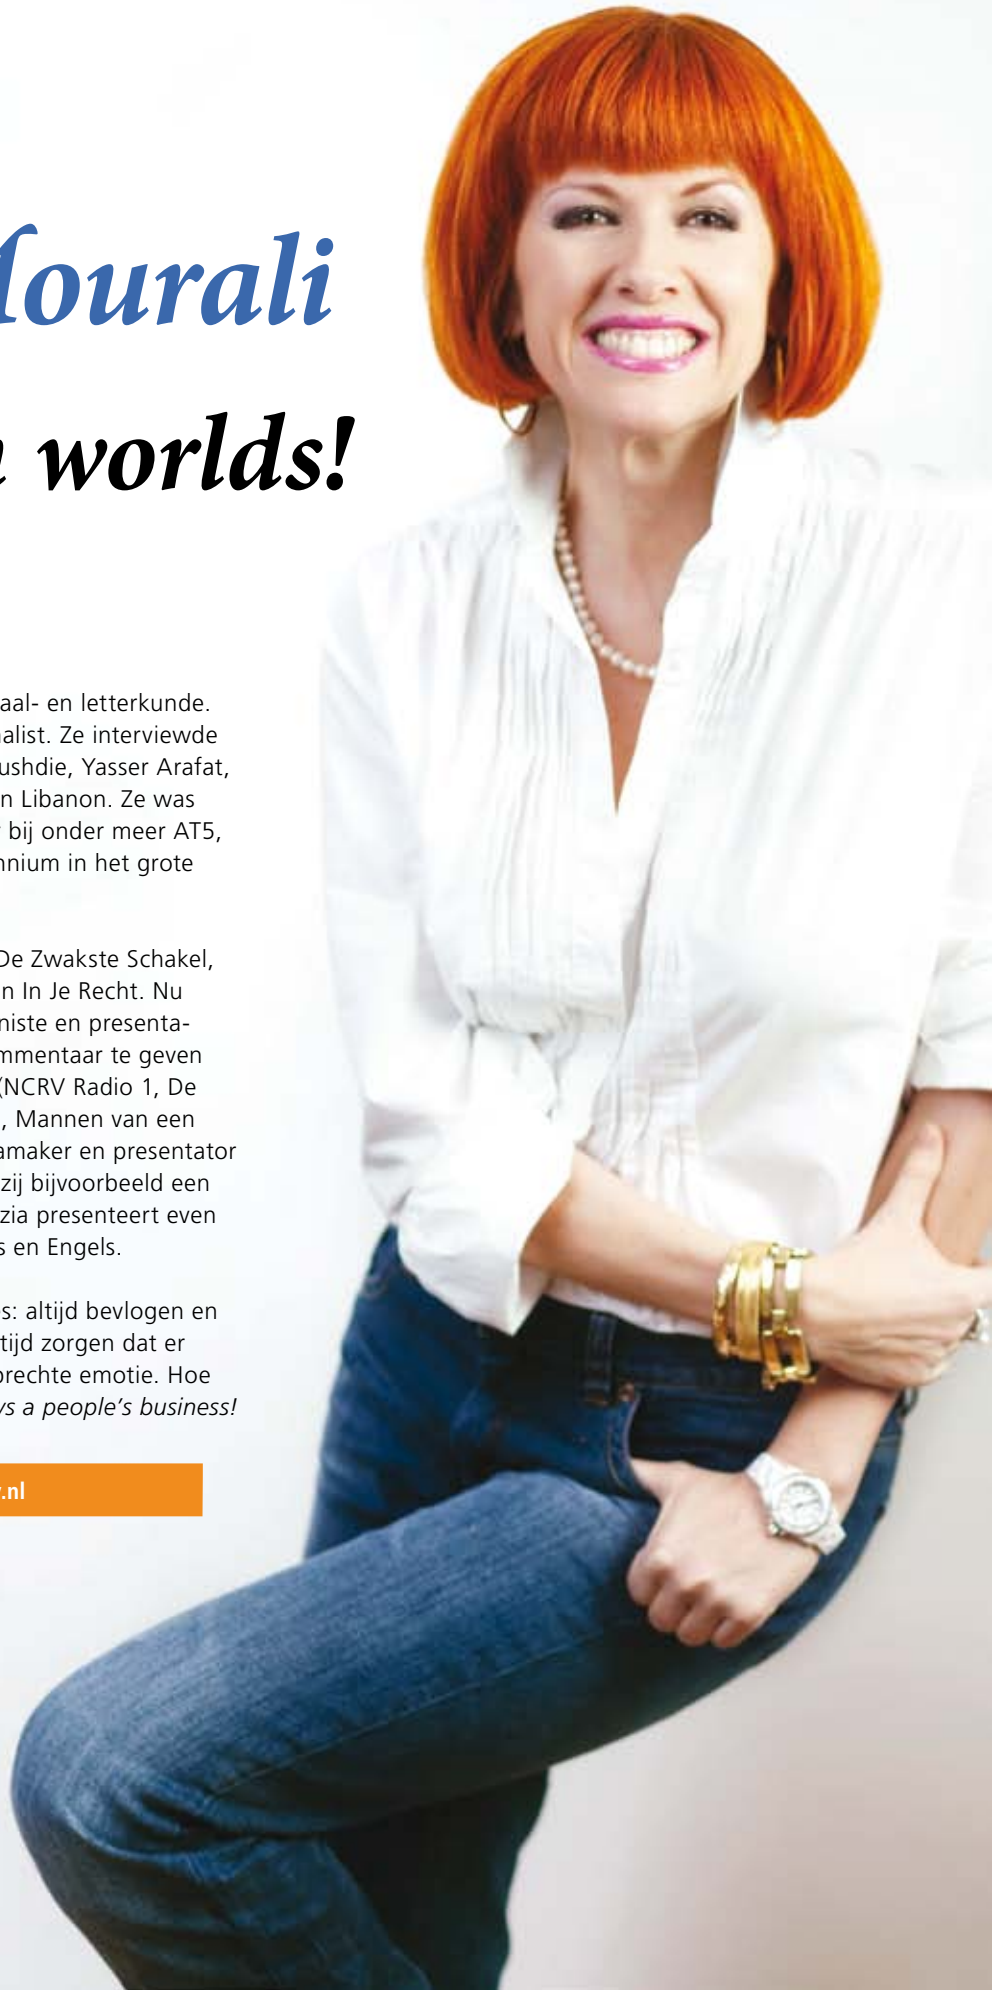 ourali
worlds!
aal- en letterkunde.
alist. Ze interviewde
ushdie, Yasser Arafat,
n Libanon. Ze was
bij onder meer AT5,
nnium in het grote
De Zwakste Schakel,
n In Je Recht. Nu
niste en presenta-
mmentaar te geven
(NCRV Radio 1, De
, Mannen van een
amaker en presentator
zij bijvoorbeeld een
zia presenteert even
s en Engels.
s: altijd bevlogen en
tijd zorgen dat er
prechte emotie. Hoe
ys a people's business!
.nl